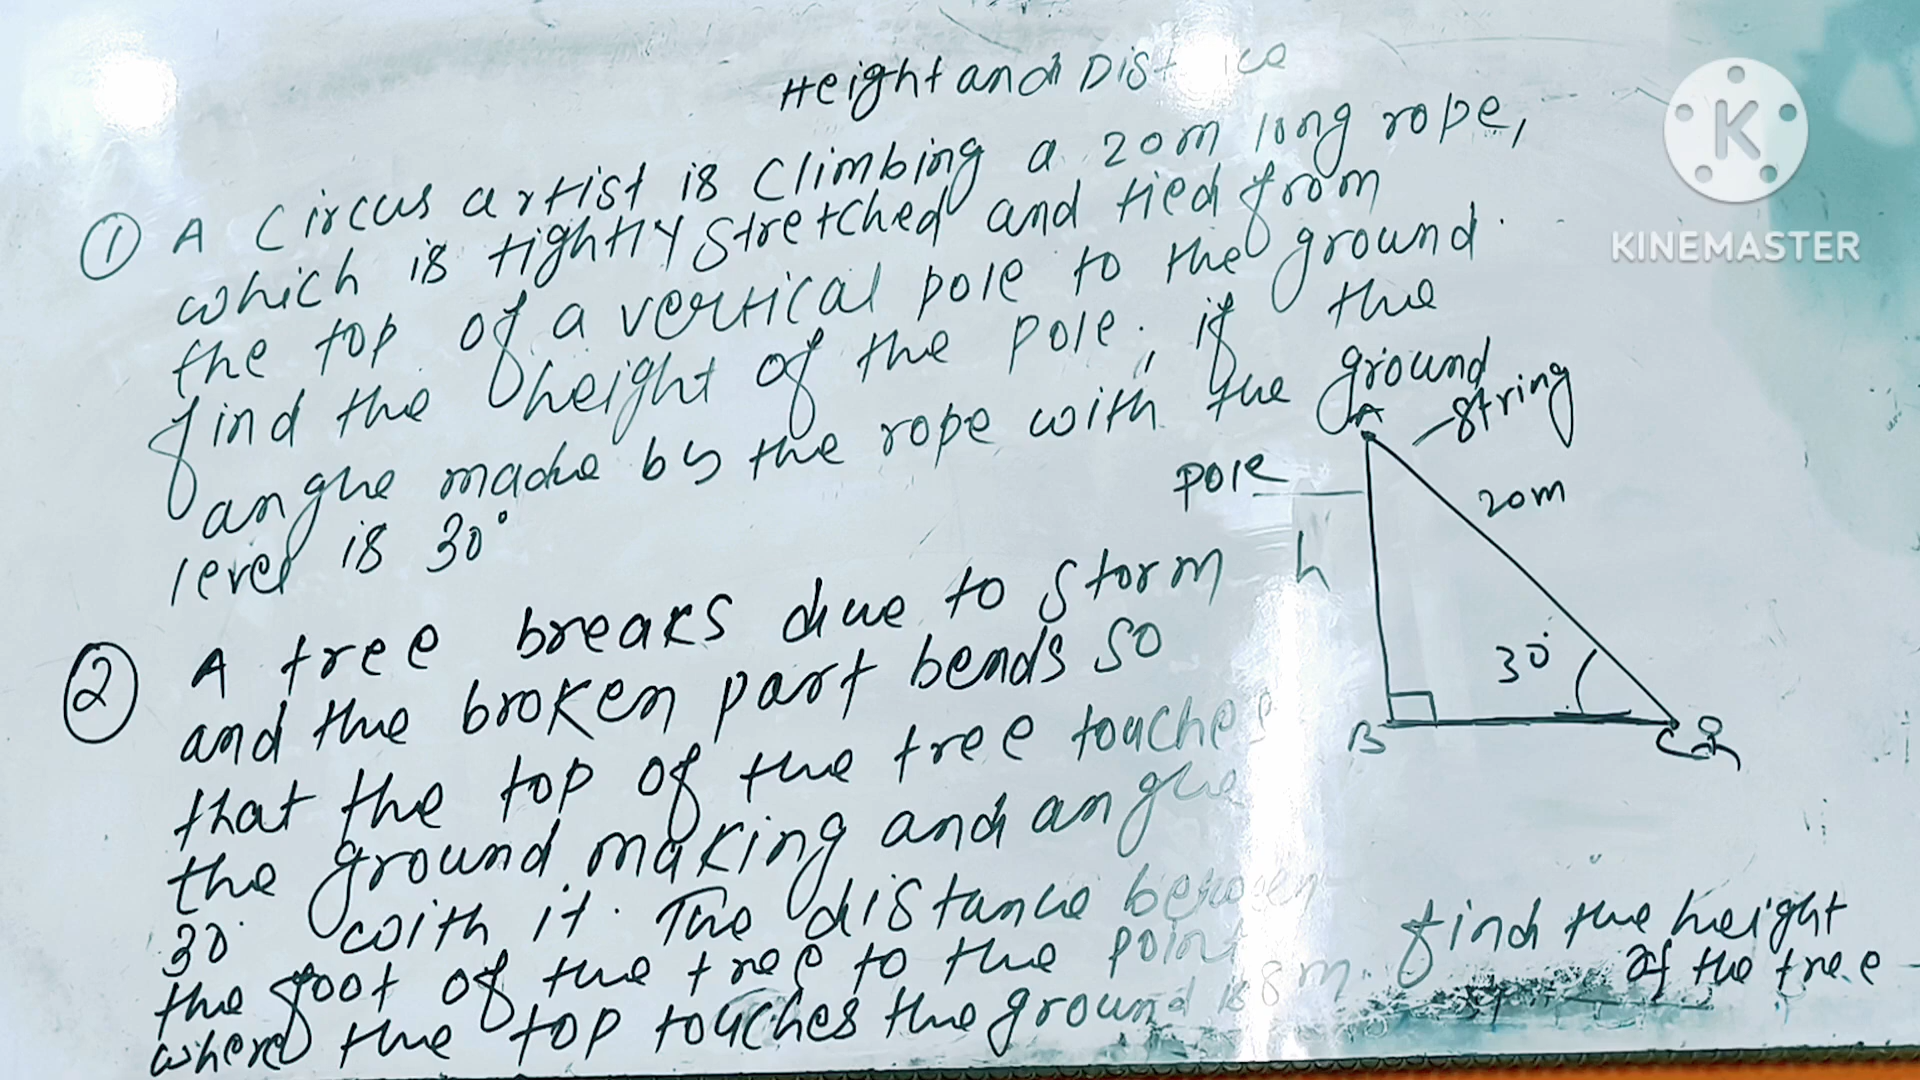 Height and Distance
① A Circus artist is Climbing a 20m long rope,
which is tightly stretched and tied from
the top of a vertical pole to the ground.
find the height of the pole, if the
angle made by the rope with the ground
level is 30°
A
string
pole
20m
h
30°
B
C
② A tree breaks due to storm
and the broken part bends so
that the top of the tree touches
the ground making and angle
30° with it. The distance between
the foot of the tree to the point
where the top touches the ground is 8m. find the height
of the tree
K
KINEMASTER